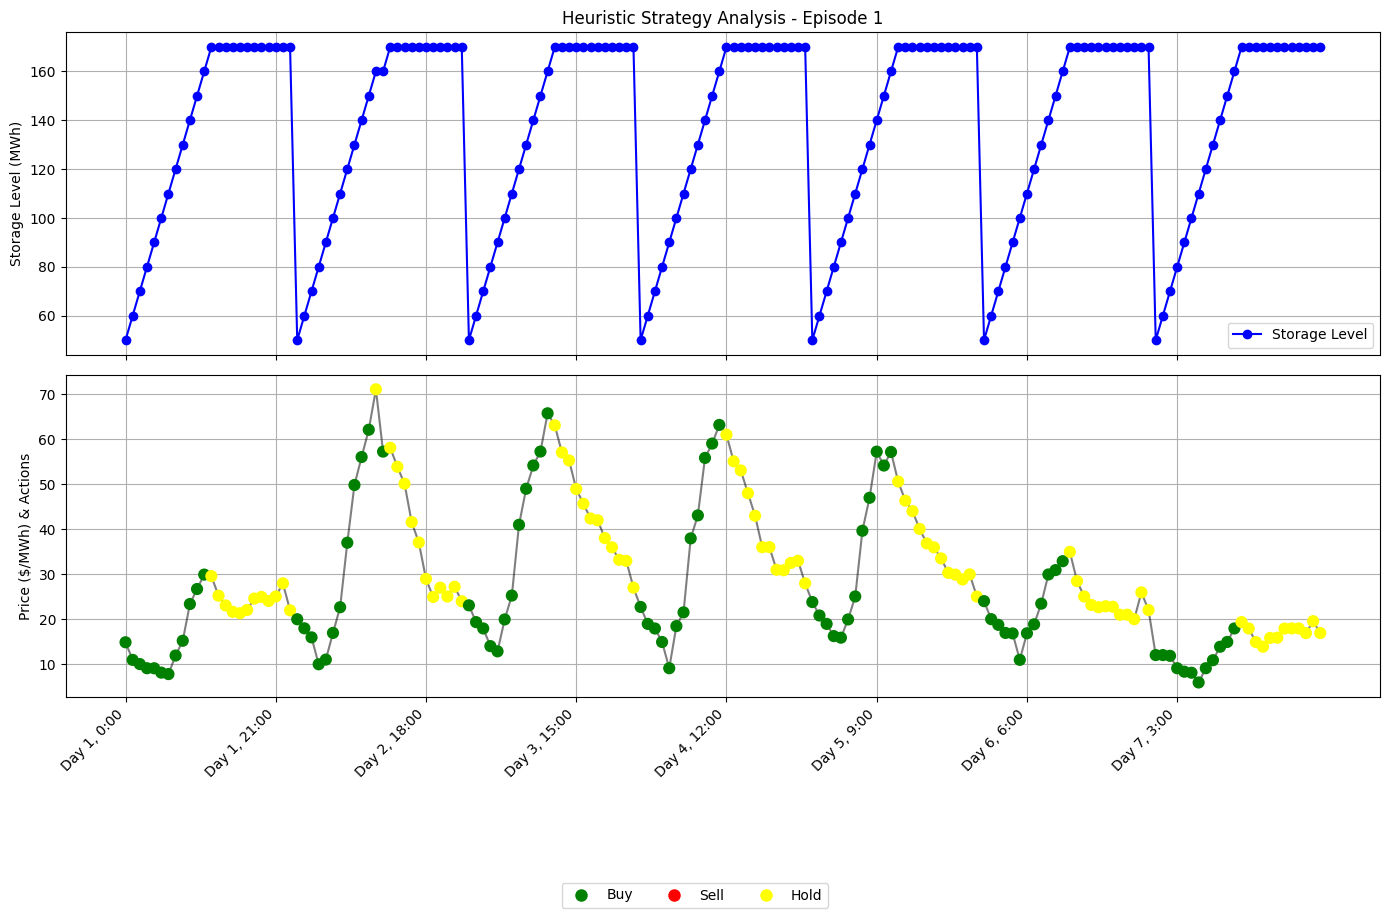 Heuristic Strategy Analysis - Episode 1
Storage Level (MWh)
160
140
120
100
80
60
Storage Level
Price ($/MWh) & Actions
70
60
50
40
30
20
10
Day 1, 0:00
Day 1, 21:00
Day 2, 18:00
Day 3, 15:00
Day 4, 12:00
Day 5, 9:00
Day 6, 6:00
Day 7, 3:00
Buy
Sell
Hold